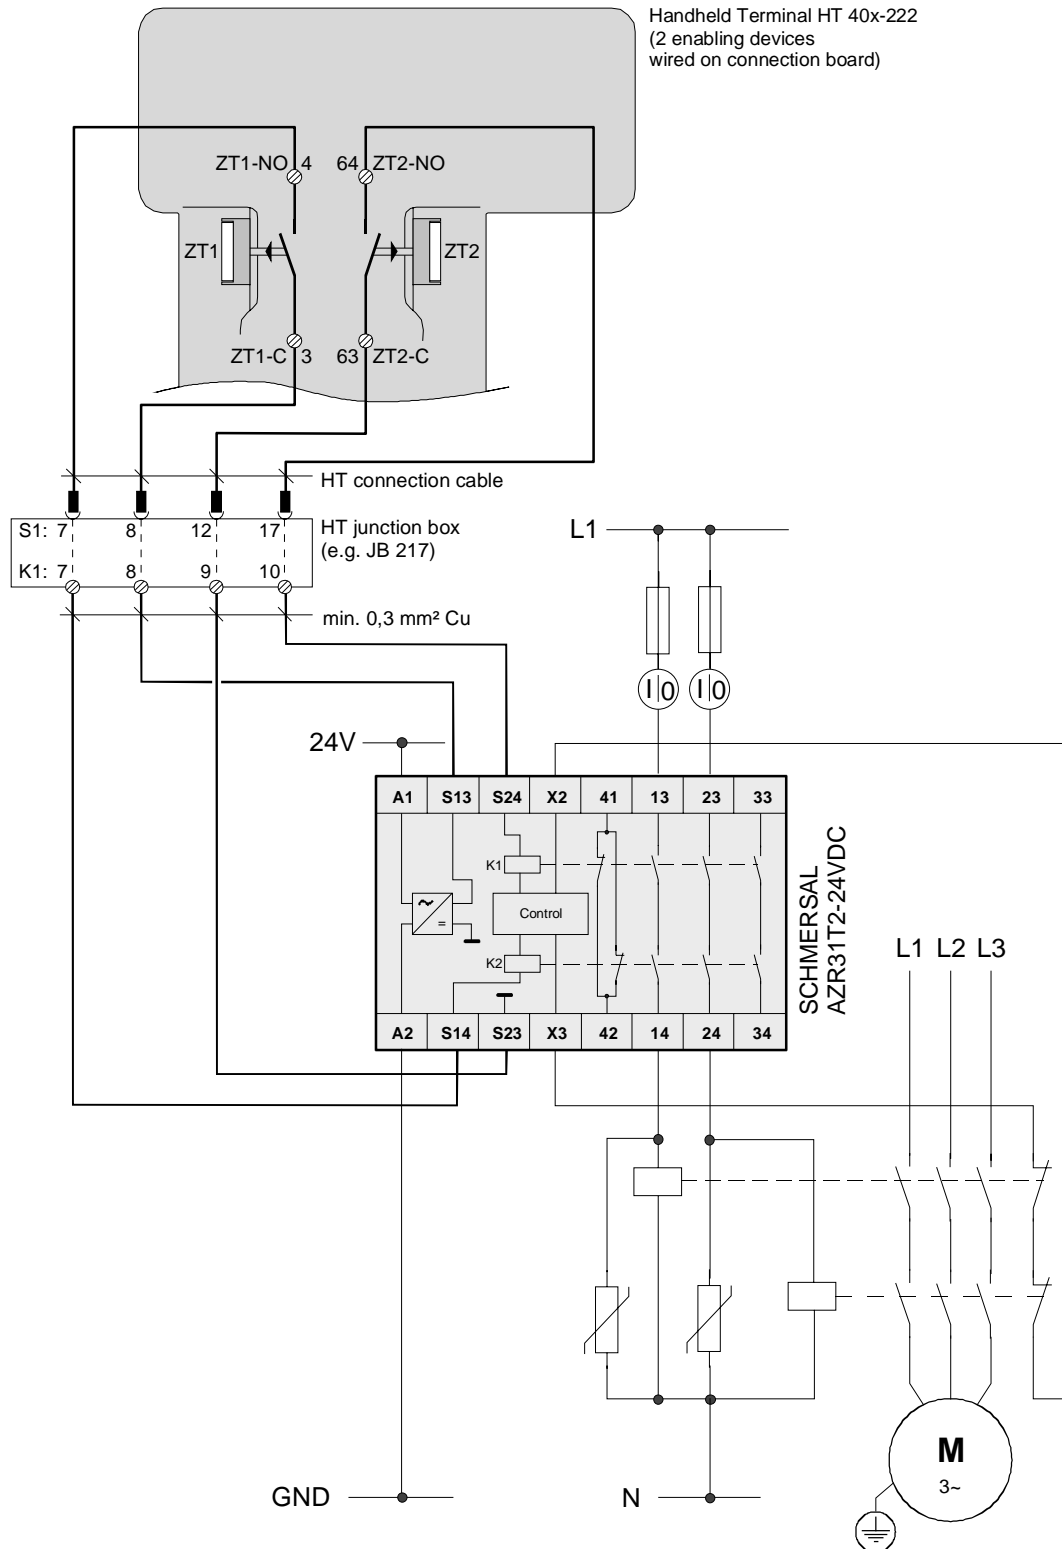 Handheld Terminal HT 40x-222
(2 enabling devices
wired on connection board)
ZT1-NO 4 64 ZT2-NO
ZT1 ZT2
ZT1-C 3 63 ZT2-C
HT connection cable
S1: 7 8 12 17
HT junction box
(e.g. JB 217)
K1: 7 8 9 10
min. 0,3 mm² Cu
L1
I 0 I 0
24V
A1 S13 S24 X2 41 13 23 33
K1
~
=
Control
K2
A2 S14 S23 X3 42 14 24 34
SCHMERSAL
AZR31T2-24VDC
L1 L2 L3
M
3~
GND
N